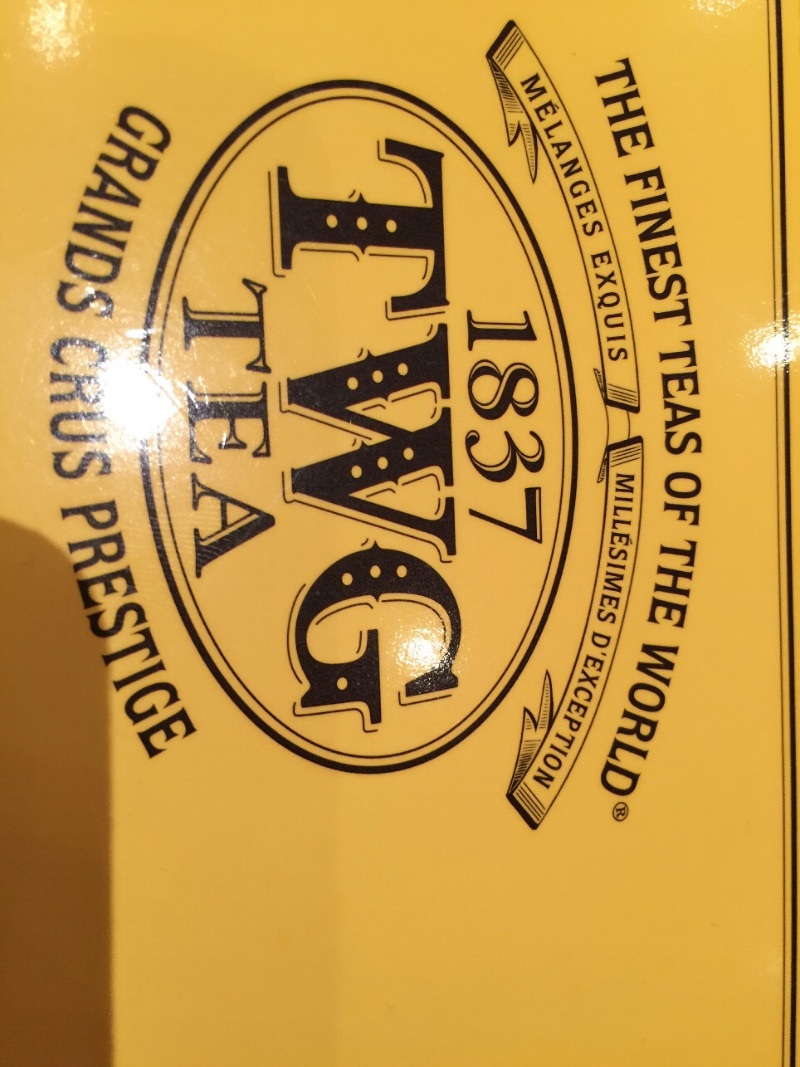 THE FINEST TEAS OF THE WORLD®
MÉLANGES EXQUIS
MILLÉSIMES D'EXCEPTION
1837
TWG
TEA
GRANDS CRUS PRESTIGE